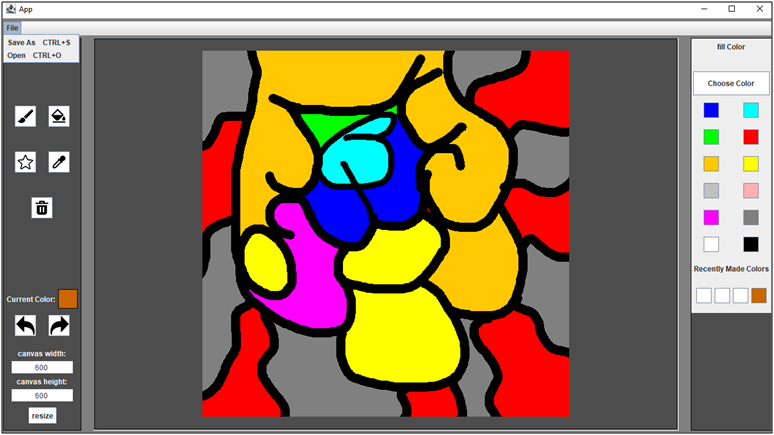 App
File
Save As CTRL+S
Open CTRL+O
Current Color:
canvas width:
600
canvas height:
600
resize
fill Color
Choose Color
Recently Made Colors